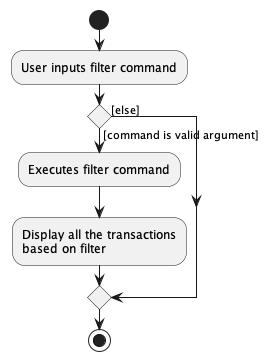 User inputs filter command
[else]
[command is valid argument]
Executes filter command
Display all the transactions
based on filter